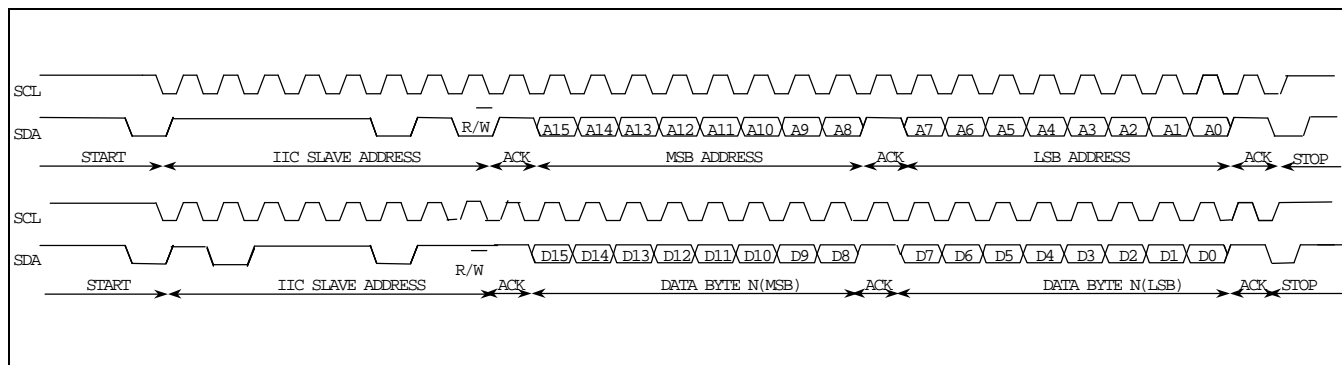 SCL
SDA R/W A15 A14 A13 A12 A11 A10 A9 A8 A7 A6 A5 A4 A3 A2 A1 A0
START IIC SLAVE ADDRESS ACK MSB ADDRESS ACK LSB ADDRESS ACK STOP
SCL
SDA R/W D15 D14 D13 D12 D11 D10 D9 D8 D7 D6 D5 D4 D3 D2 D1 D0
START IIC SLAVE ADDRESS ACK DATA BYTE N(MSB) ACK DATA BYTE N(LSB) ACK STOP